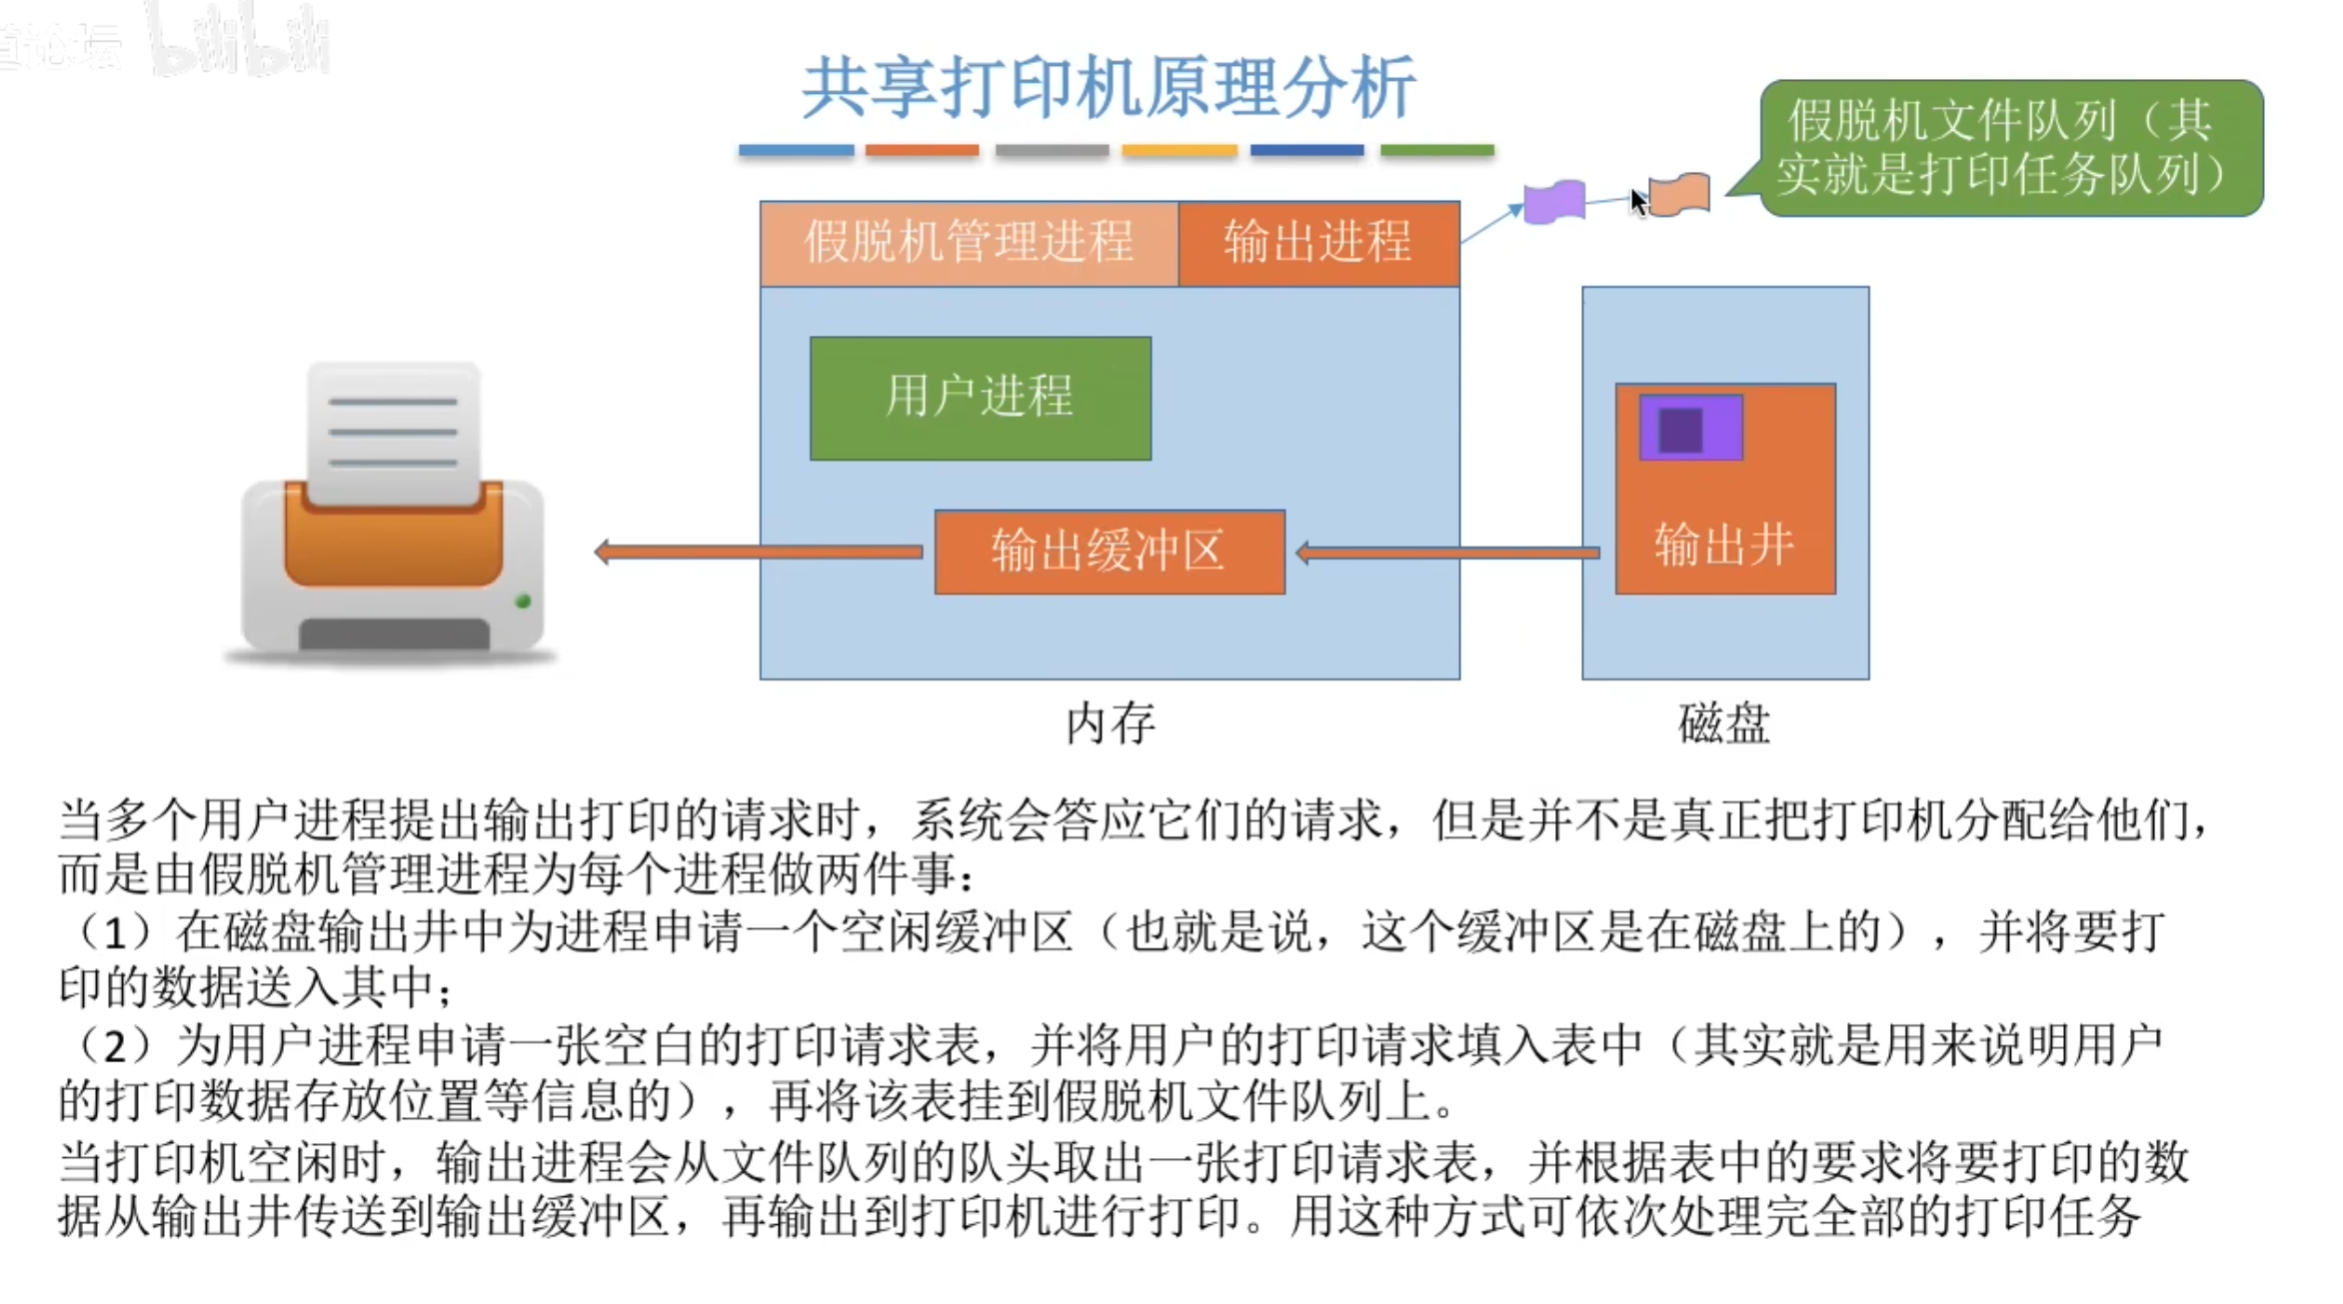 道论坛 bilibili
共享打印机原理分析
假脱机文件队列（其
实就是打印任务队列）
假脱机管理进程
输出进程
用户进程
输出缓冲区
输出井
内存
磁盘
当多个用户进程提出输出打印的请求时，系统会答应它们的请求，但是并不是真正把打印机分配给他们，
而是由假脱机管理进程为每个进程做两件事：
（1）在磁盘输出井中为进程申请一个空闲缓冲区（也就是说，这个缓冲区是在磁盘上的），并将要打
印的数据送入其中；
（2）为用户进程申请一张空白的打印请求表，并将用户的打印请求填入表中（其实就是用来说明用户
的打印数据存放位置等信息的），再将该表挂到假脱机文件队列上。
当打印机空闲时，输出进程会从文件队列的队头取出一张打印请求表，并根据表中的要求将要打印的数
据从输出井传送到输出缓冲区，再输出到打印机进行打印。用这种方式可依次处理完全部的打印任务